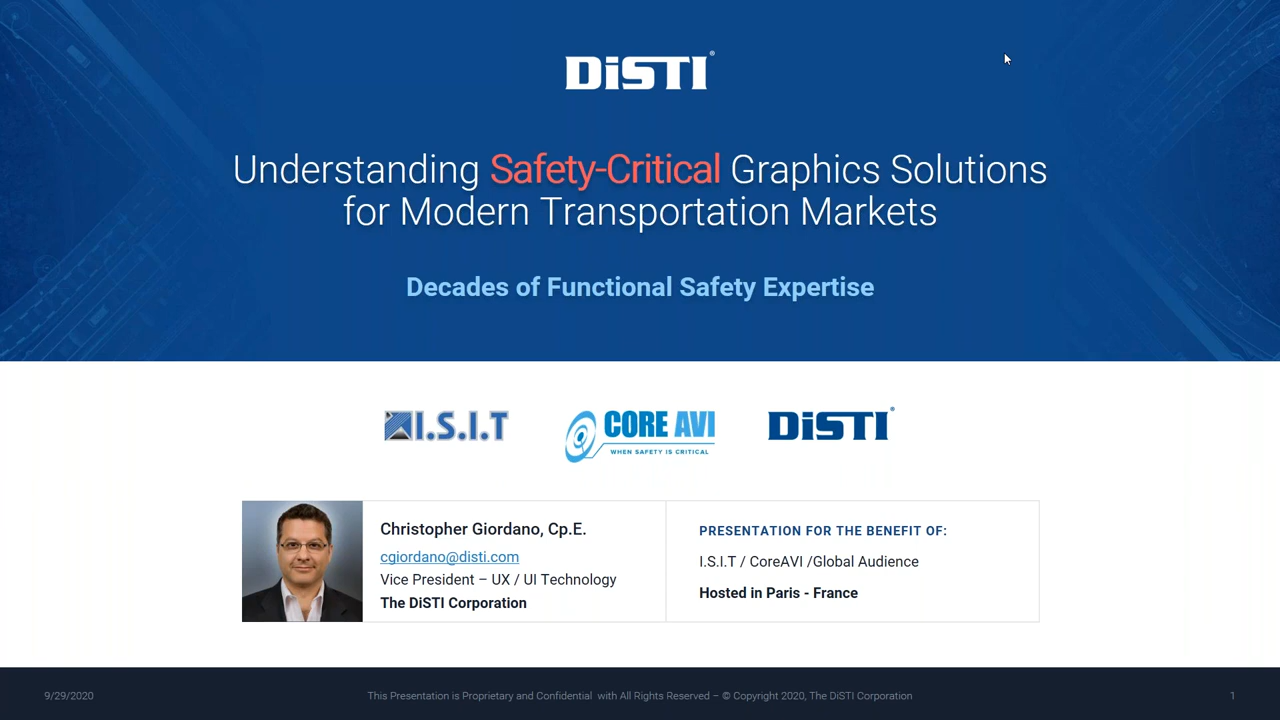 DiSTI®
Understanding Safety-Critical Graphics Solutions
for Modern Transportation Markets
Decades of Functional Safety Expertise
I.S.I.T
CORE AVI
WHEN SAFETY IS CRITICAL
DiSTI®
Christopher Giordano, Cp.E.
cgiordano@disti.com
Vice President – UX / UI Technology
The DiSTI Corporation
PRESENTATION FOR THE BENEFIT OF:
I.S.I.T / CoreAVI /Global Audience
Hosted in Paris - France
9/29/2020
This Presentation is Proprietary and Confidential  with All Rights Reserved – © Copyright 2020, The DiSTI Corporation
1